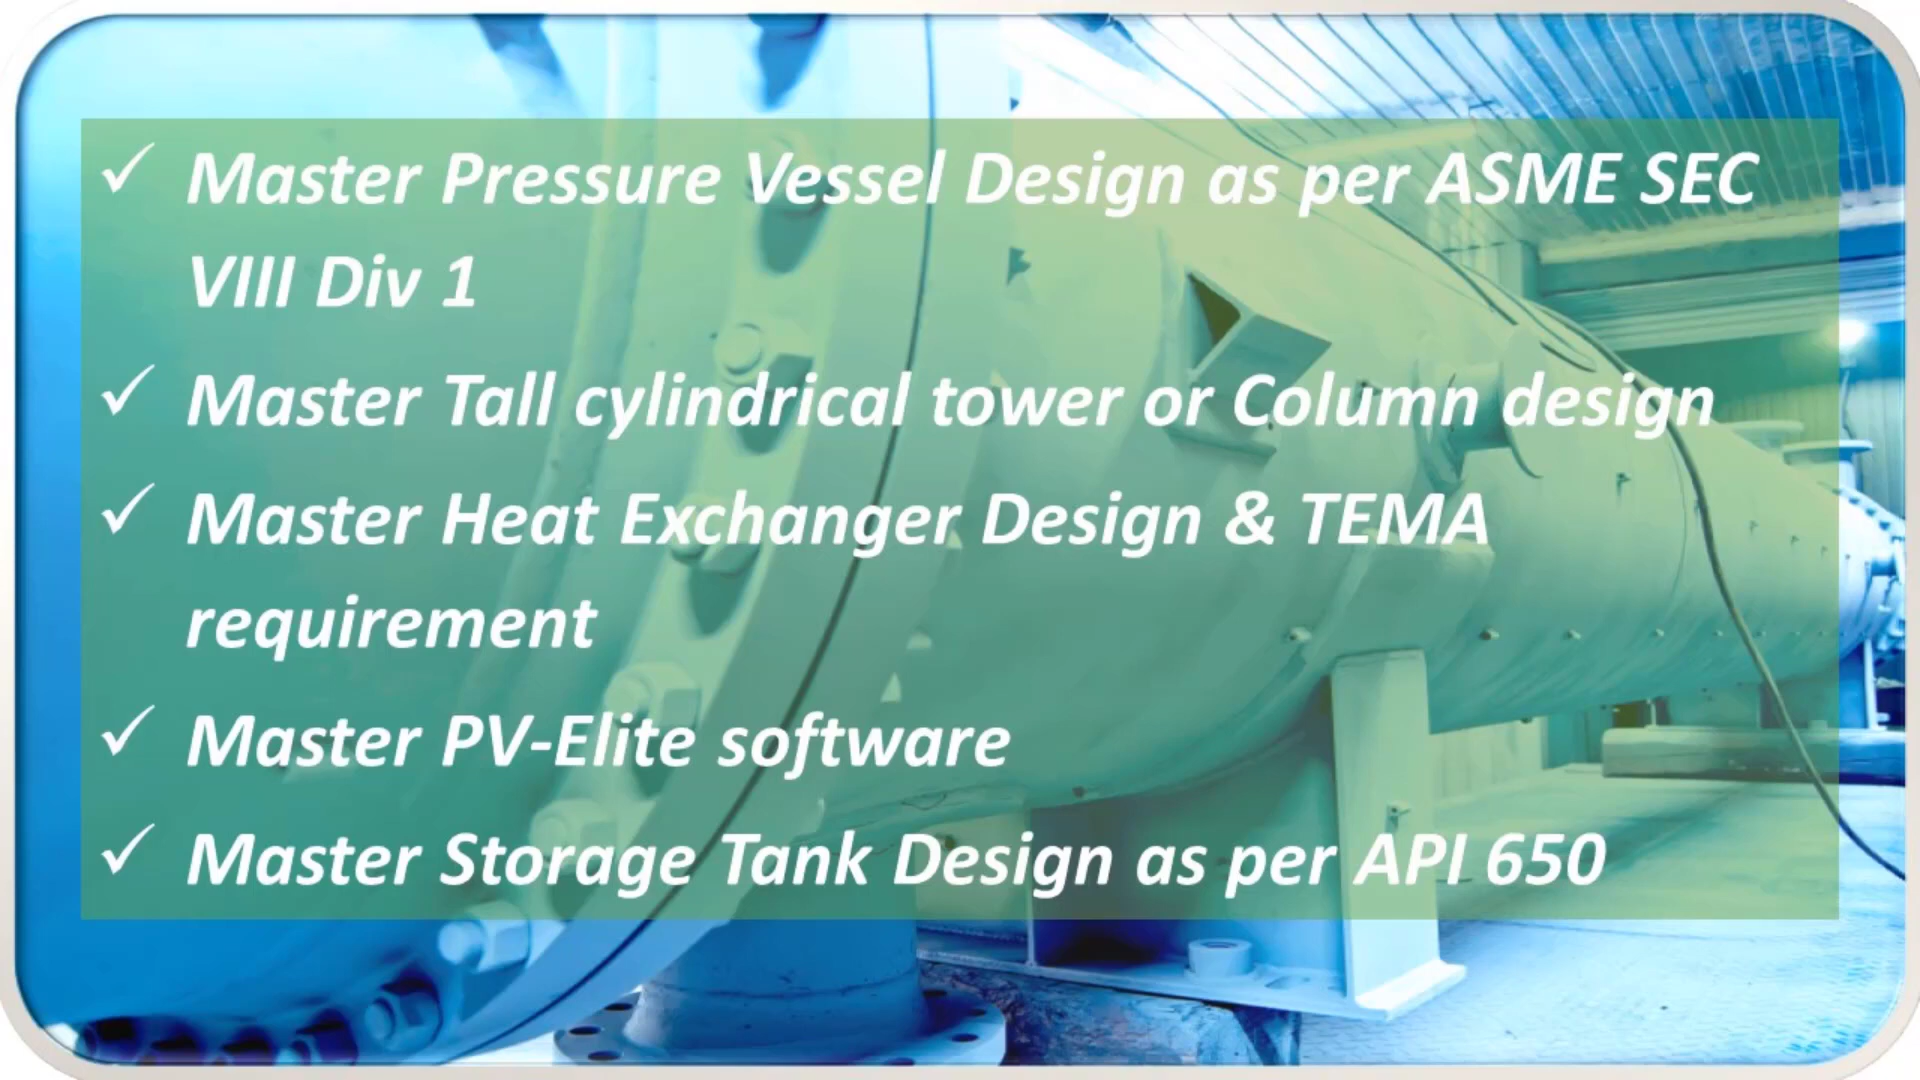 ✓ Master Pressure Vessel Design as per ASME SEC
VIII Div 1
✓ Master Tall cylindrical tower or Column design
✓ Master Heat Exchanger Design & TEMA
requirement
✓ Master PV-Elite software
✓ Master Storage Tank Design as per API 650